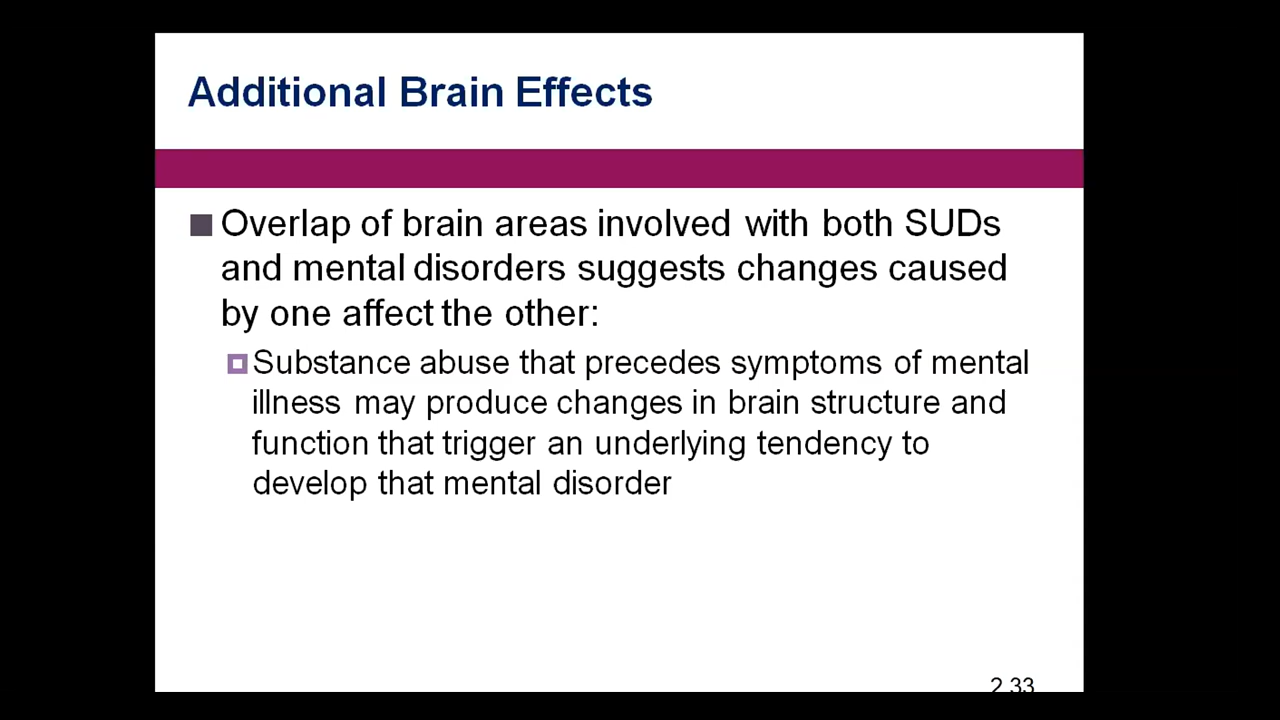 Additional Brain Effects
Overlap of brain areas involved with both SUDs
and mental disorders suggests changes caused
by one affect the other:
Substance abuse that precedes symptoms of mental
illness may produce changes in brain structure and
function that trigger an underlying tendency to
develop that mental disorder
2.33